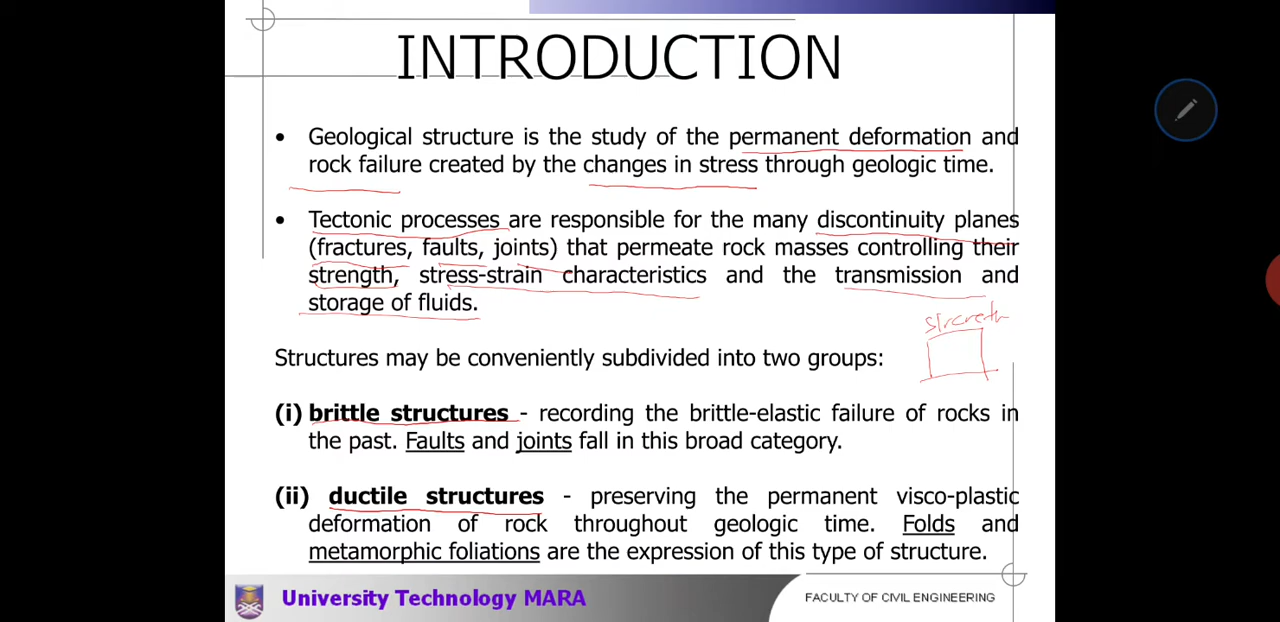 INTRODUCTION
• Geological structure is the study of the permanent deformation and
rock failure created by the changes in stress through geologic time.
• Tectonic processes are responsible for the many discontinuity planes
(fractures, faults, joints) that permeate rock masses controlling their
strength, stress-strain characteristics and the transmission and
storage of fluids.
Structures may be conveniently subdivided into two groups:
(i) brittle structures - recording the brittle-elastic failure of rocks in
the past. Faults and joints fall in this broad category.
(ii) ductile structures - preserving the permanent visco-plastic
deformation of rock throughout geologic time. Folds and
metamorphic foliations are the expression of this type of structure.
University Technology MARA
FACULTY OF CIVIL ENGINEERING